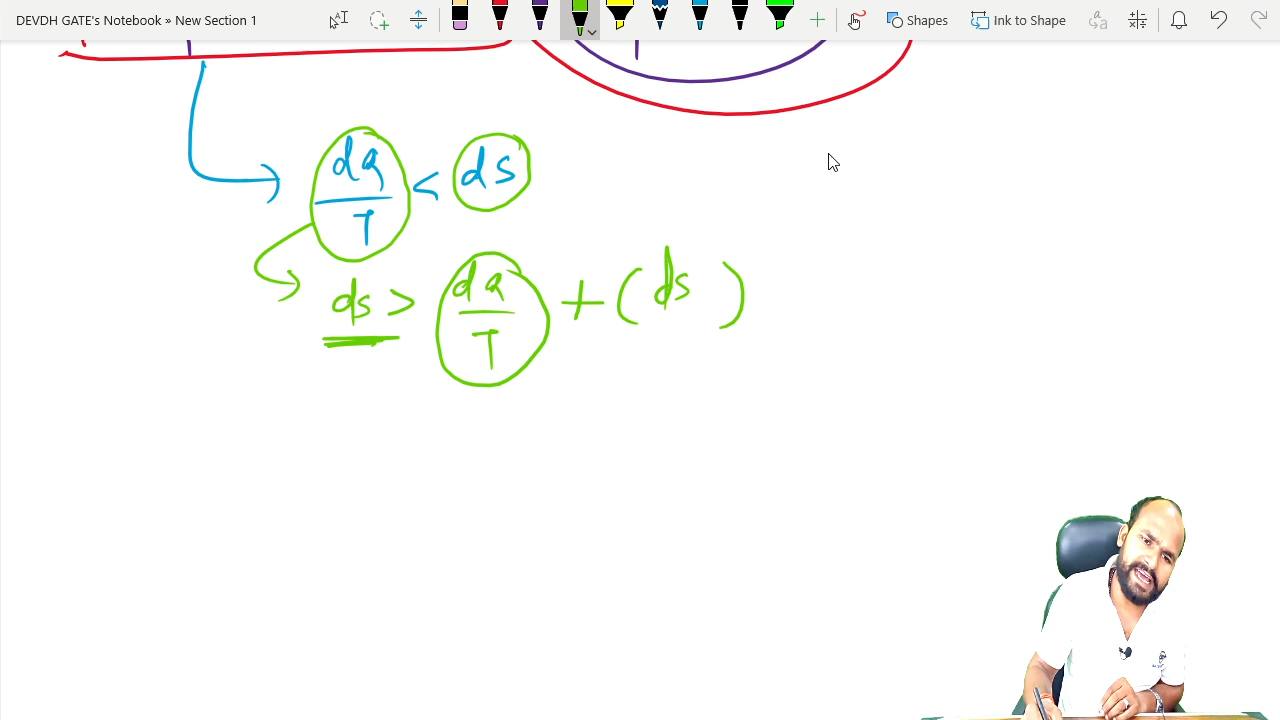 DEVDH GATE's Notebook » New Section 1
Shapes
Ink to Shape
dQ/T < ds
ds > dQ/T + (ds )